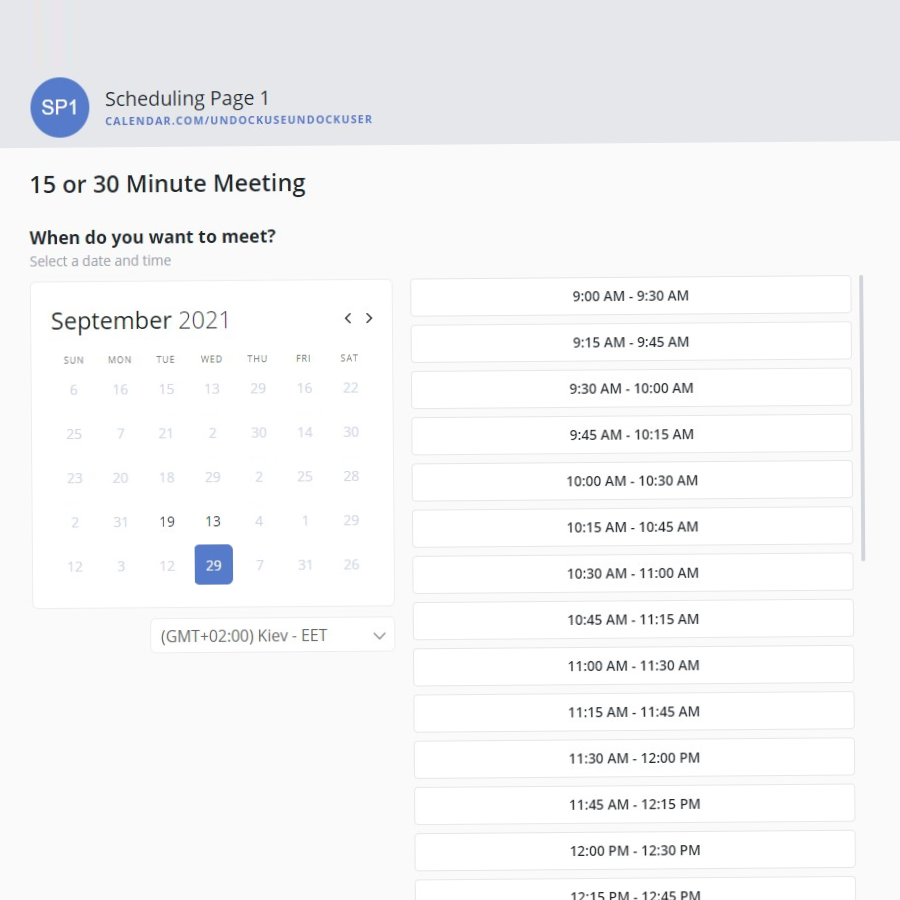 SP1
Scheduling Page 1
CALENDAR.COM/UNDOCKUSEUNDOCKUSER
15 or 30 Minute Meeting
When do you want to meet?
Select a date and time
September 2021
SUN MON TUE WED THU FRI SAT
6 16 15 13 29 16 22
25 7 21 2 30 14 30
23 20 18 29 2 25 28
2 31 19 13 4 1 29
12 3 12 29 7 31 26
(GMT+02:00) Kiev - EET
9:00 AM - 9:30 AM
9:15 AM - 9:45 AM
9:30 AM - 10:00 AM
9:45 AM - 10:15 AM
10:00 AM - 10:30 AM
10:15 AM - 10:45 AM
10:30 AM - 11:00 AM
10:45 AM - 11:15 AM
11:00 AM - 11:30 AM
11:15 AM - 11:45 AM
11:30 AM - 12:00 PM
11:45 AM - 12:15 PM
12:00 PM - 12:30 PM
12:15 PM - 12:45 PM